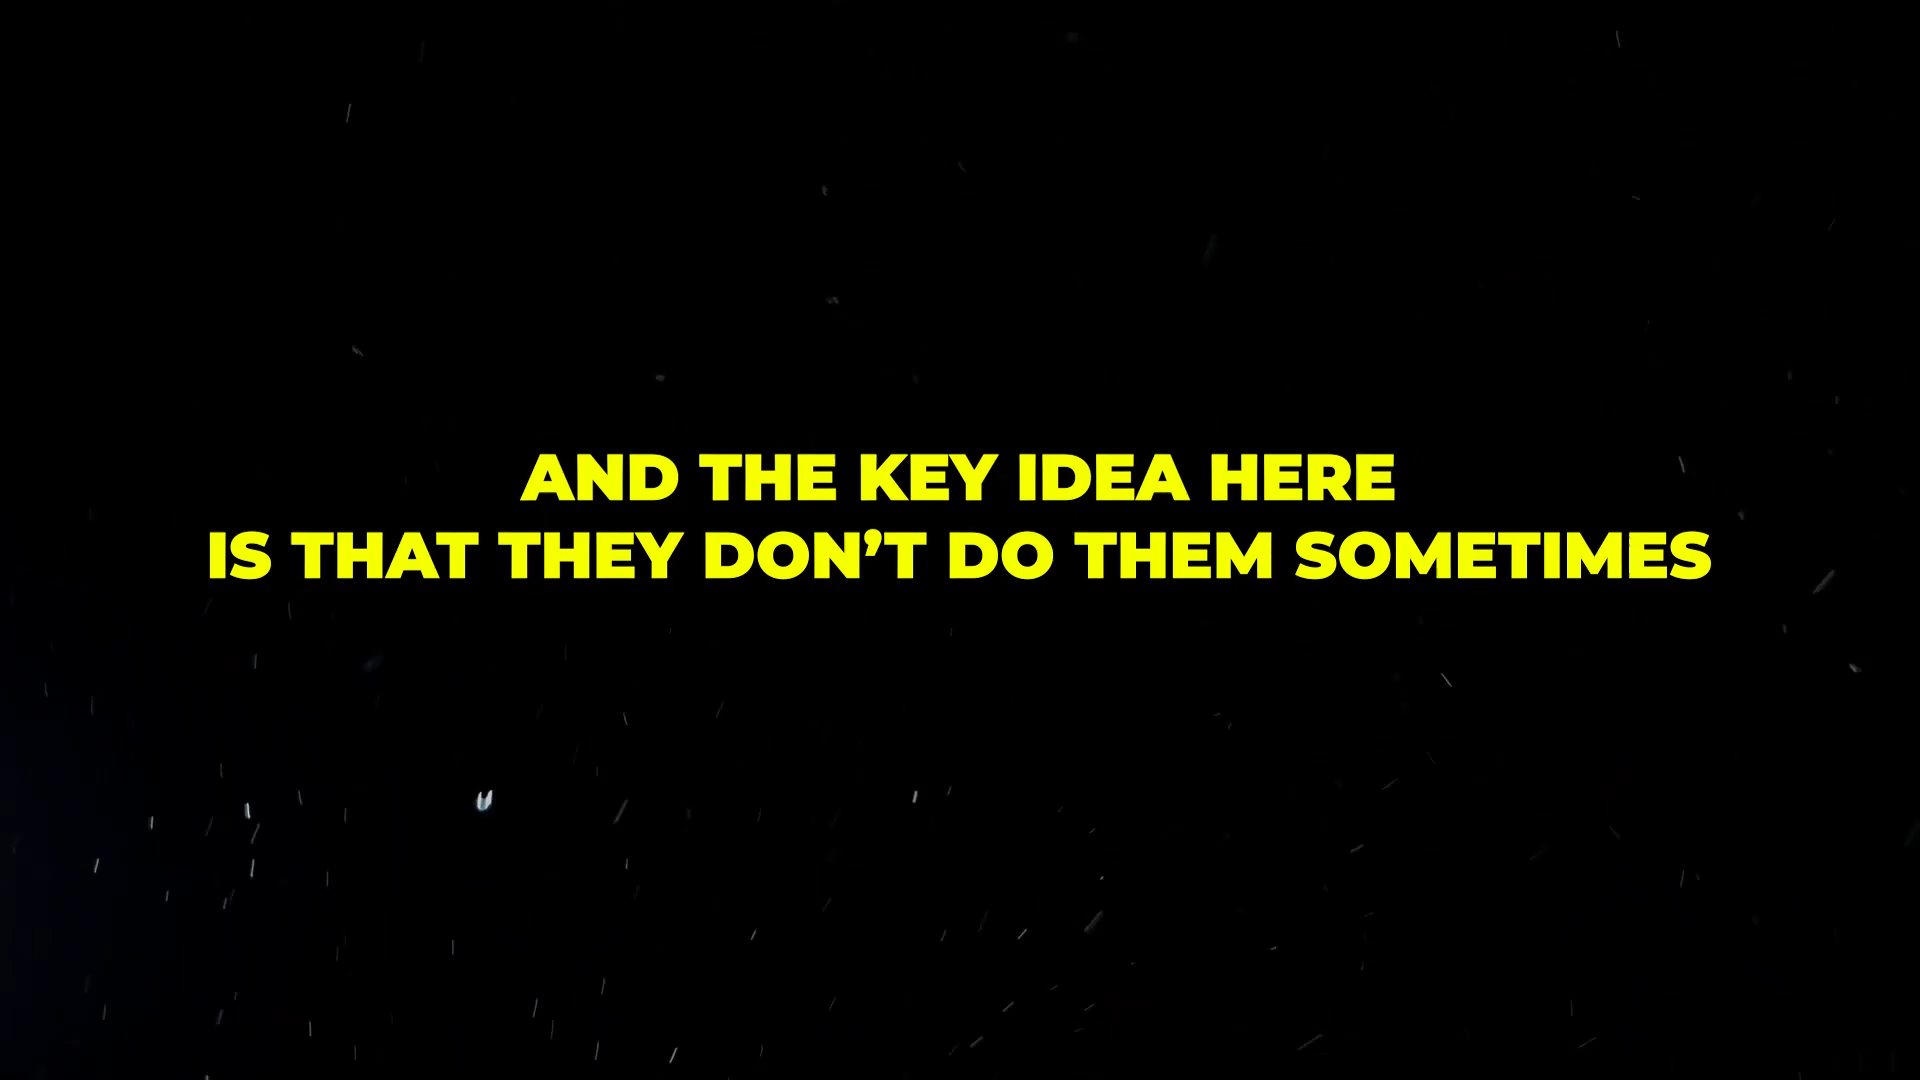 AND THE KEY IDEA HERE
IS THAT THEY DON’T DO THEM SOMETIMES